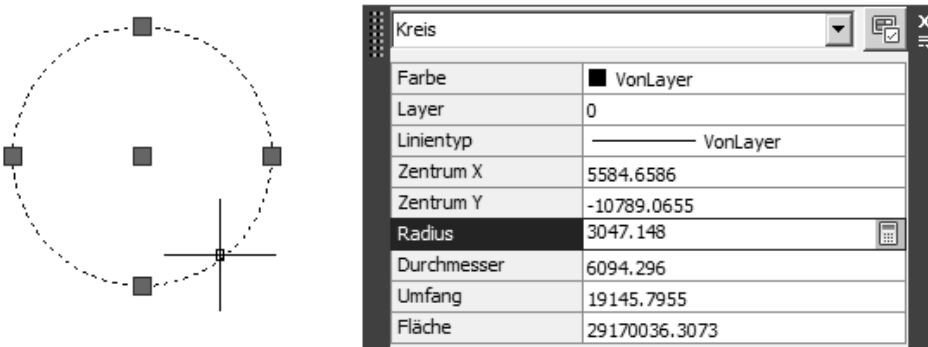 Kreis
Farbe VonLayer
Layer 0
Linientyp VonLayer
Zentrum X 5584.6586
Zentrum Y -10789.0655
Radius 3047.148
Durchmesser 6094.296
Umfang 19145.7955
Fläche 29170036.3073